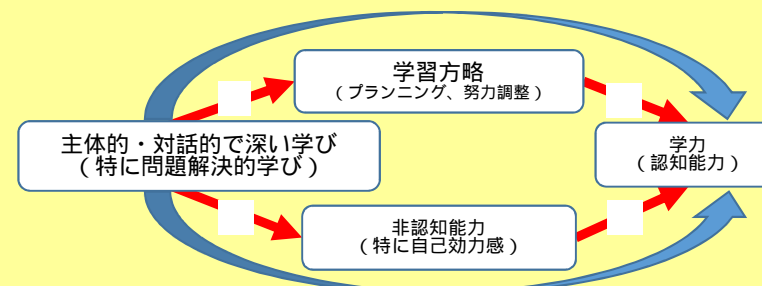 学習方略
（プランニング、努力調整）
主体的・対話的で深い学び
（特に問題解決的学び）
学力
（認知能力）
非認知能力
（特に自己効力感）